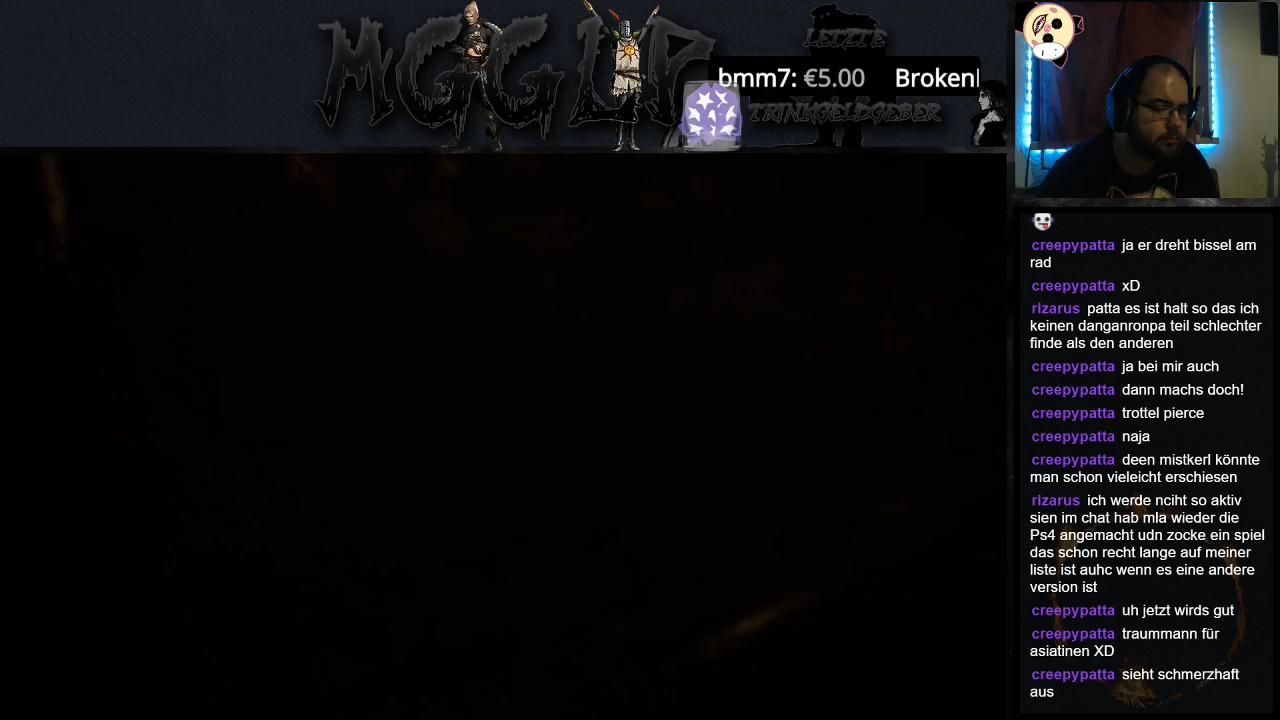 MGGLP
LETZTE
bmm7: €5.00 Broken
TRINKGELDGEBER
creepypatta ja er dreht bissel am
rad
creepypatta xD
rizarus patta es ist halt so das ich
keinen danganronpa teil schlechter
finde als den anderen
creepypatta ja bei mir auch
creepypatta dann machs doch!
creepypatta trottel pierce
creepypatta naja
creepypatta deen mistkerl könnte
man schon vieleicht erschiesen
rizarus ich werde nciht so aktiv
sien im chat hab mla wieder die
Ps4 angemacht udn zocke ein spiel
das schon recht lange auf meiner
liste ist auhc wenn es eine andere
version ist
creepypatta uh jetzt wirds gut
creepypatta traummann für
asiatinen XD
creepypatta sieht schmerzhaft
aus